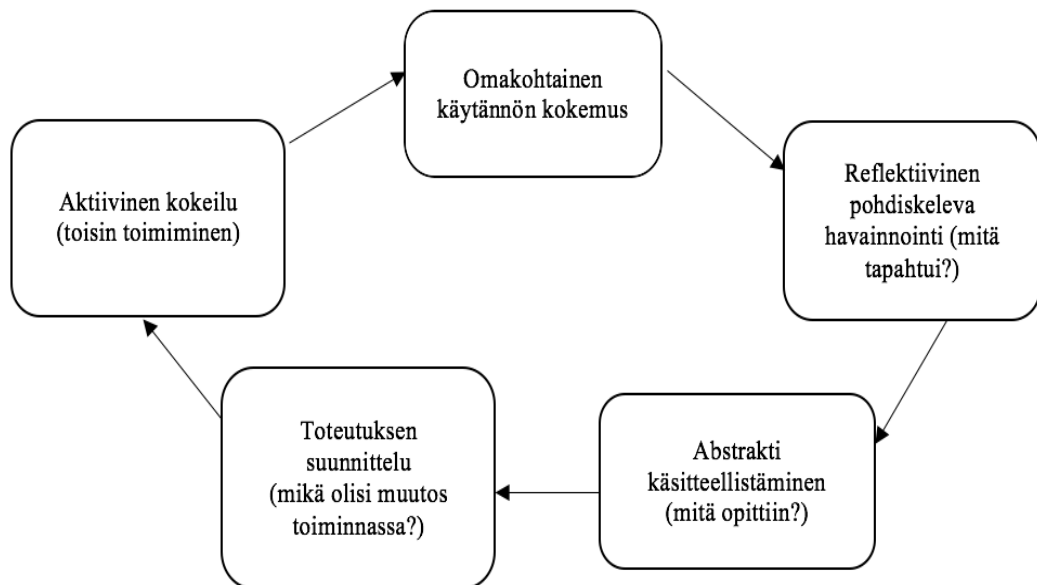 Omakohtainen
käytännön kokemus
Reflektiivinen
pohdiskeleva
havainnointi (mitä
tapahtui?)
Abstrakti
käsitteellistäminen
(mitä opittiin?)
Toteutuksen
suunnittelu
(mikä olisi muutos
toiminnassa?)
Aktiivinen kokeilu
(toisin toimiminen)